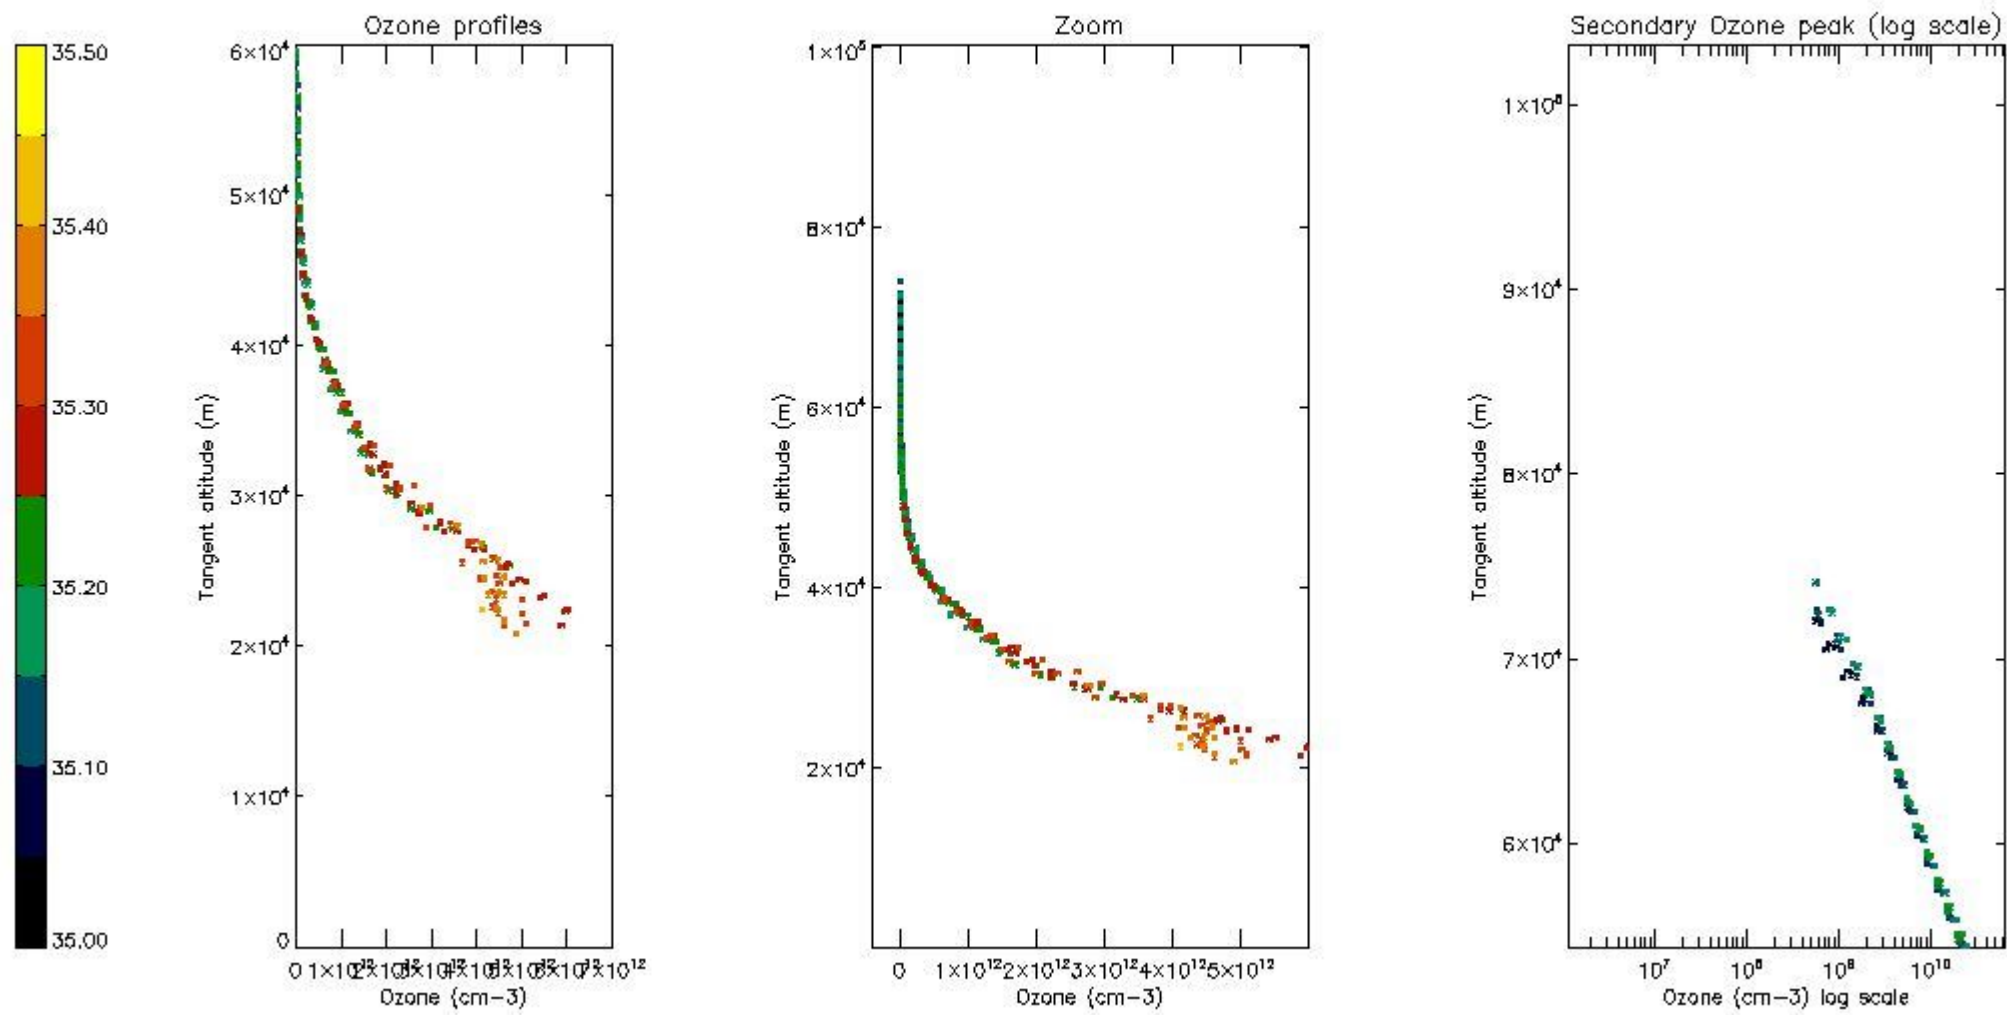 Ozone profiles
Zoom
Secondary Ozone peak (log scale)
35.50
35.40
35.30
35.20
35.10
35.00
6×10⁴
5×10⁴
4×10⁴
3×10⁴
2×10⁴
1×10⁴
0
Tangent altitude (m)
0
7×10¹²
Ozone (cm−3)
1×10⁵
8×10⁴
6×10⁴
4×10⁴
2×10⁴
Tangent altitude (m)
0 1×10¹² 2×10¹² 3×10¹² 4×10¹² 5×10¹²
Ozone (cm−3)
9×10⁴
8×10⁴
7×10⁴
6×10⁴
Tangent altitude (m)
10⁷ 10⁸ 10⁹ 10¹⁰
Ozone (cm−3) log scale